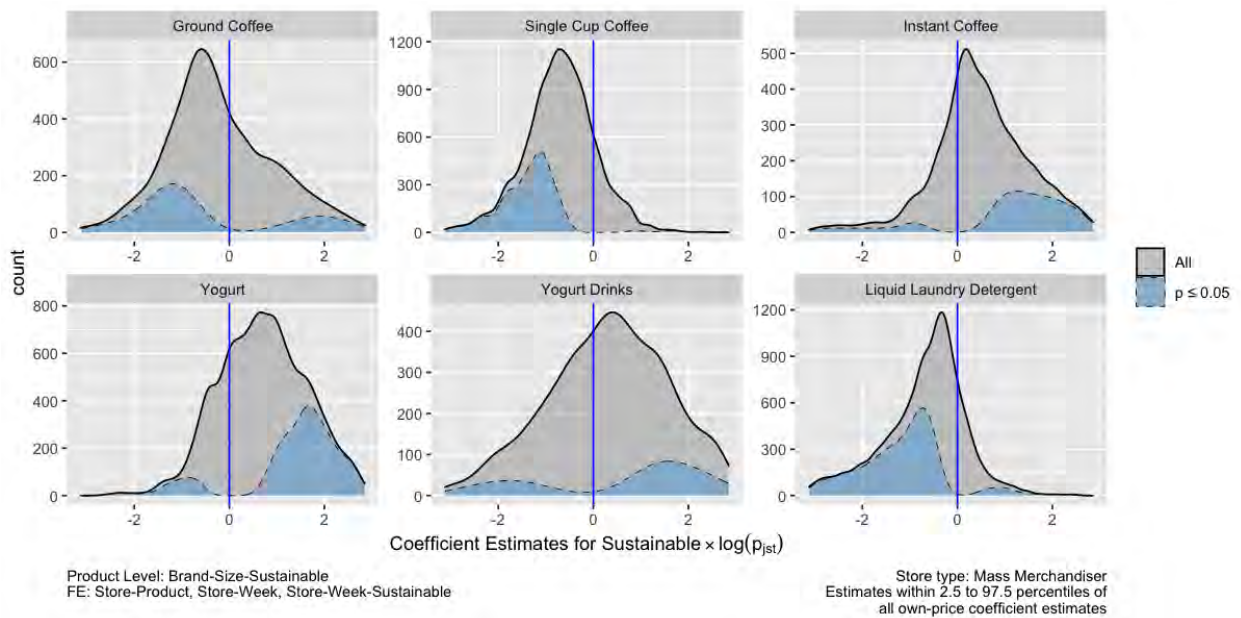 Ground Coffee
Single Cup Coffee
Instant Coffee
600
400
200
0
1200
900
600
300
0
500
400
300
200
100
0
-2 0 2
-2 0 2
-2 0 2
count
All
p ≤ 0.05
Yogurt
Yogurt Drinks
Liquid Laundry Detergent
800
600
400
200
0
400
300
200
100
0
1200
900
600
300
0
-2 0 2
-2 0 2
-2 0 2
Coefficient Estimates for Sustainable × log(pjst)
Product Level: Brand-Size-Sustainable
FE: Store-Product, Store-Week, Store-Week-Sustainable
Store type: Mass Merchandiser
Estimates within 2.5 to 97.5 percentiles of
all own-price coefficient estimates